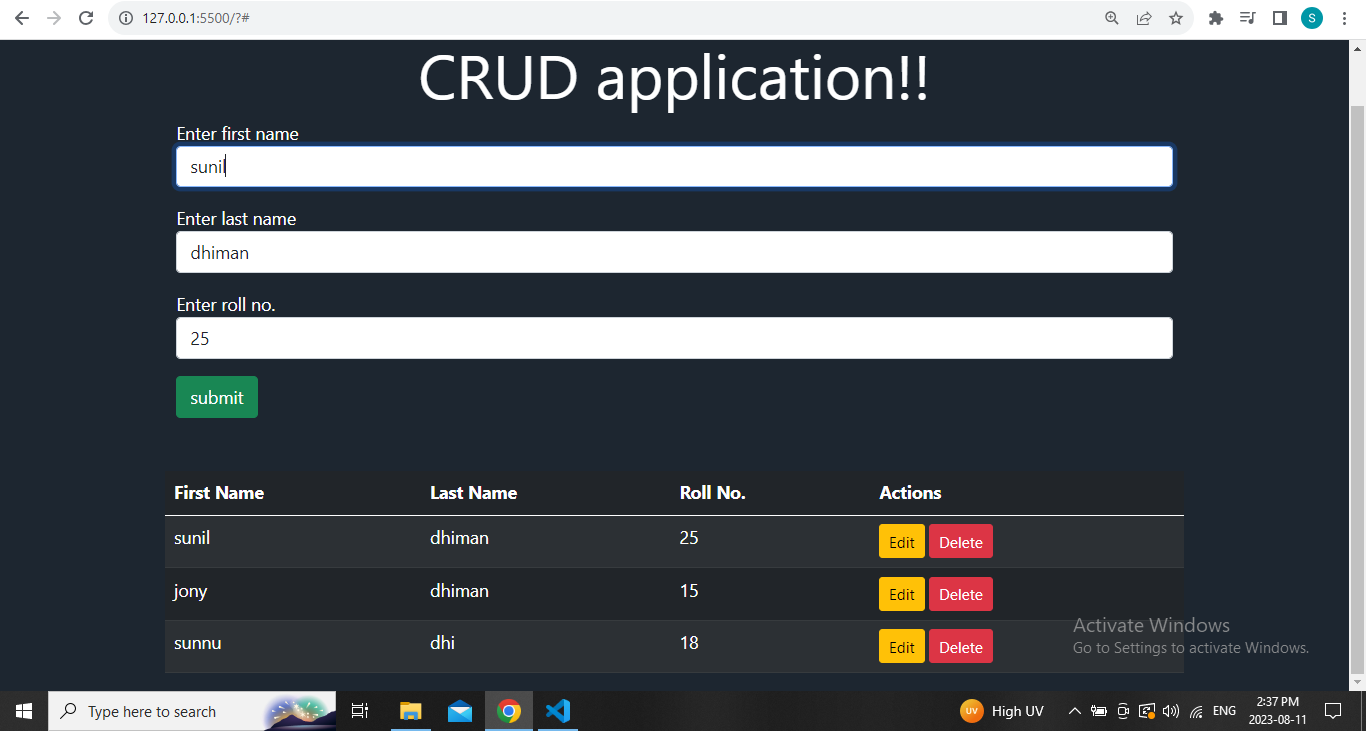 127.0.0.1:5500/?#
S
CRUD application!!
Enter first name
sunil
Enter last name
dhiman
Enter roll no.
25
submit
First Name Last Name Roll No. Actions
sunil dhiman 25 Edit Delete
jony dhiman 15 Edit Delete
sunnu dhi 18 Edit Delete
Activate Windows
Go to Settings to activate Windows.
Type here to search
UV High UV
ENG
2:37 PM
2023-08-11